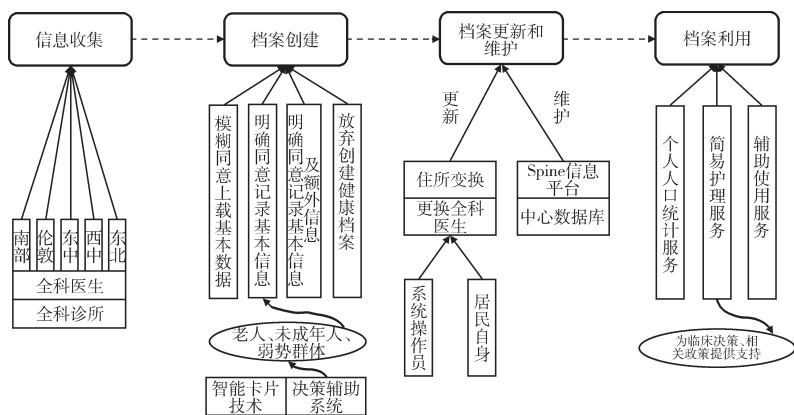 信息收集
档案创建
档案更新和
维护
档案利用
南部
伦敦
东中
西中
东北
全科医生
全科诊所
模糊同意上载基本数据
明确同意记录基本信息
明确同意记录基本信息
及额外信息
放弃创建健康档案
老人、未成年人、
弱势群体
智能卡片
技术
决策辅助
系统
更新
维护
住所变换
更换全科
医生
Spine信息
平台
中心数据库
系统操作员
居民自身
个人人口统计服务
简易护理服务
辅助使用服务
为临床决策、相
关政策提供支持